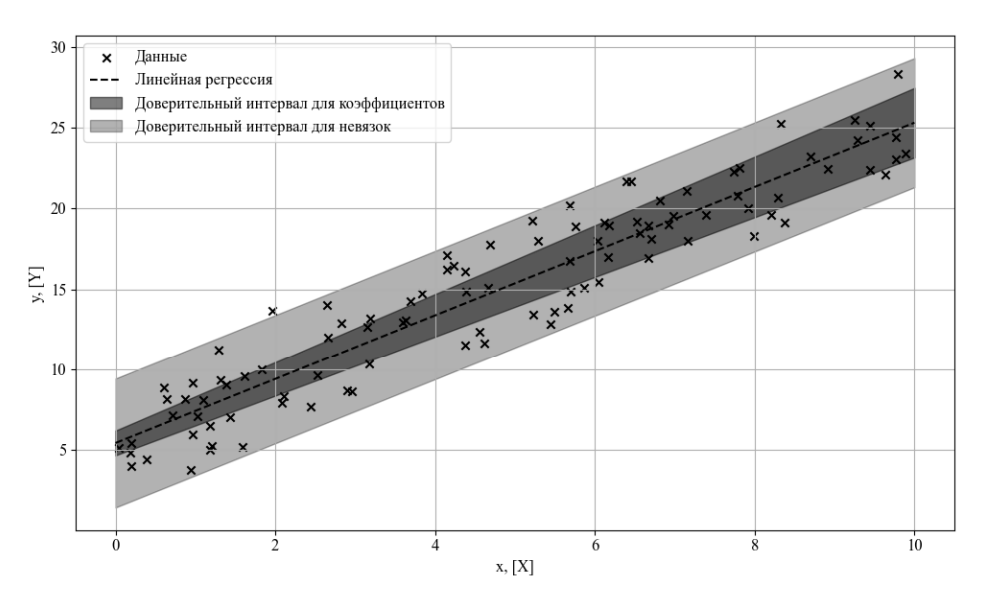 30
25
20
15
10
5
y, [Y]
Данные
Линейная регрессия
Доверительный интервал для коэффициентов
Доверительный интервал для невязок
0 2 4 6 8 10
x, [X]